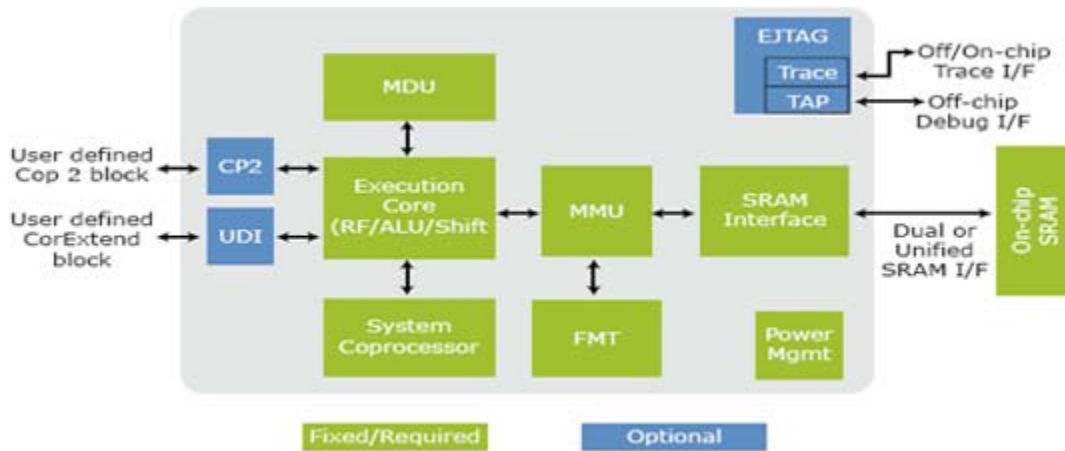 EJTAG
Trace
TAP
Off/On-chip
Trace I/F
Off-chip
Debug I/F
MDU
User defined
Cop 2 block
CP2
Execution
Core
(RF/ALU/Shift
MMU
SRAM
Interface
On-chip
SRAM
User defined
CorExtend
block
UDI
Dual or
Unified
SRAM I/F
System
Coprocessor
FMT
Power
Mgmt
Fixed/Required
Optional